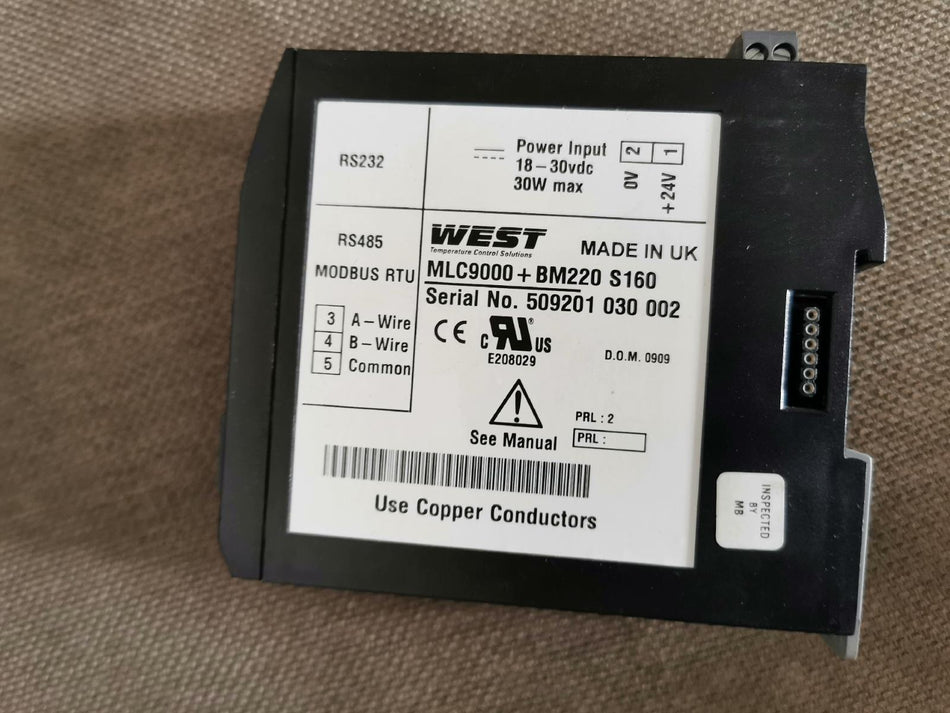 RS232
Power Input
18-30vdc
30W max
2 1
0V +24V
RS485
MODBUS RTU
3 A-Wire
4 B-Wire
5 Common
WEST
Temperature Control Solutions
MADE IN UK
MLC9000+BM220 S160
Serial No. 509201 030 002
CE c RU ® US
E208029
D.O.M. 0909
PRL : 2
See Manual
PRL :
Use Copper Conductors
INSPECTED
BY
MB